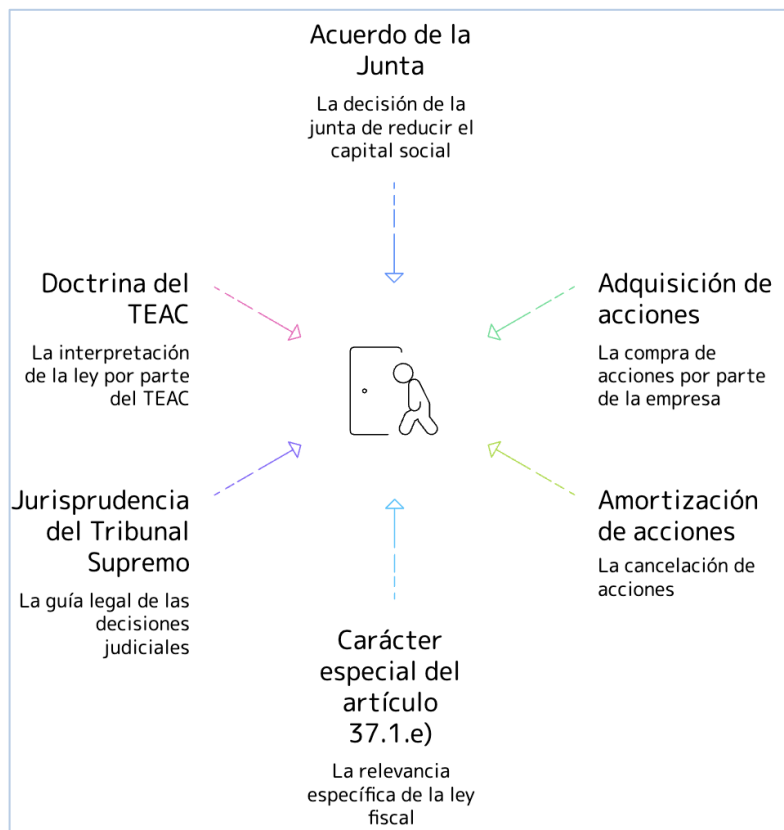 Acuerdo de la
Junta
La decisión de la
junta de reducir el
capital social
Doctrina del
TEAC
La interpretación
de la ley por parte
del TEAC
Adquisición de
acciones
La compra de
acciones por parte
de la empresa
Jurisprudencia
del Tribunal
Supremo
La guía legal de las
decisiones
judiciales
Amortización
de acciones
La cancelación de
acciones
Carácter
especial del
artículo
37.1.e)
La relevancia
específica de la ley
fiscal